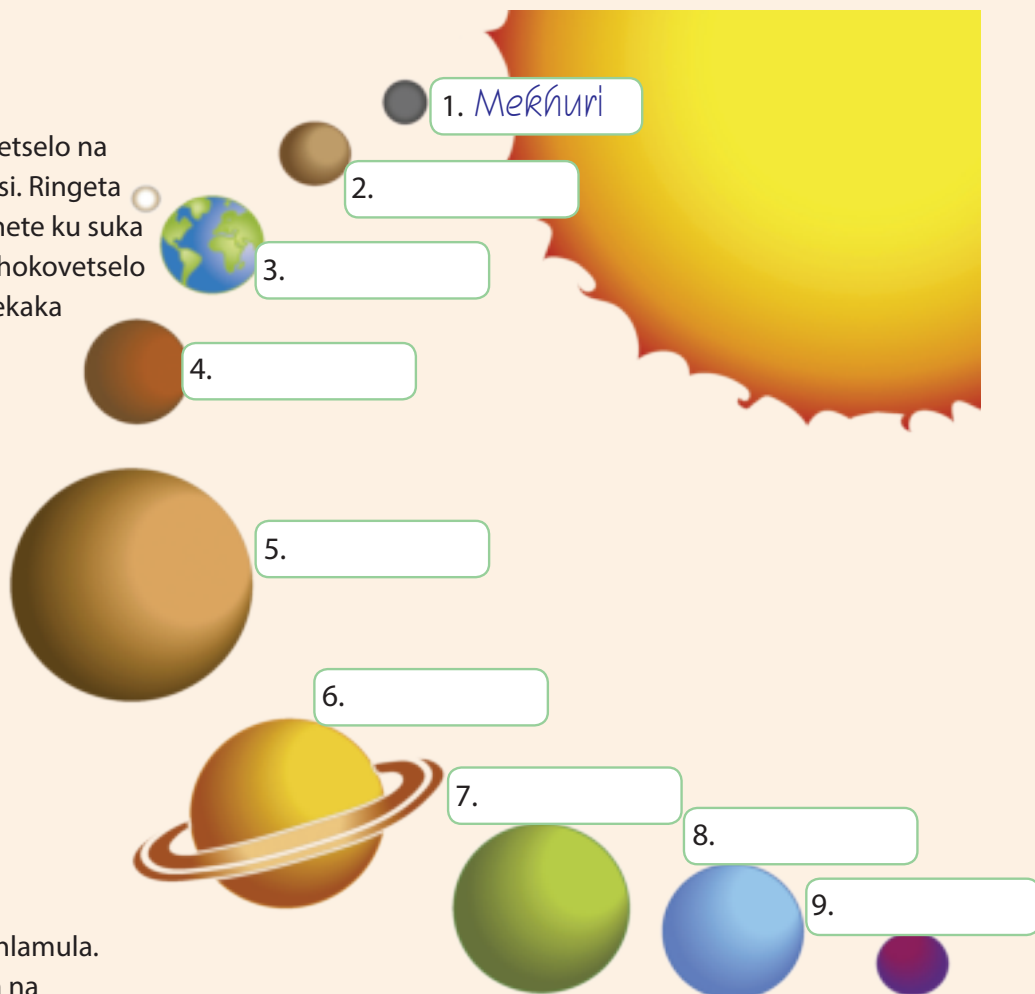 1. Mekhuri
etselo na
2.
si. Ringeta
nete ku suka
3.
hokovetselo
ekaka
4.
5.
6.
7.
8.
9.
nlamula.
na